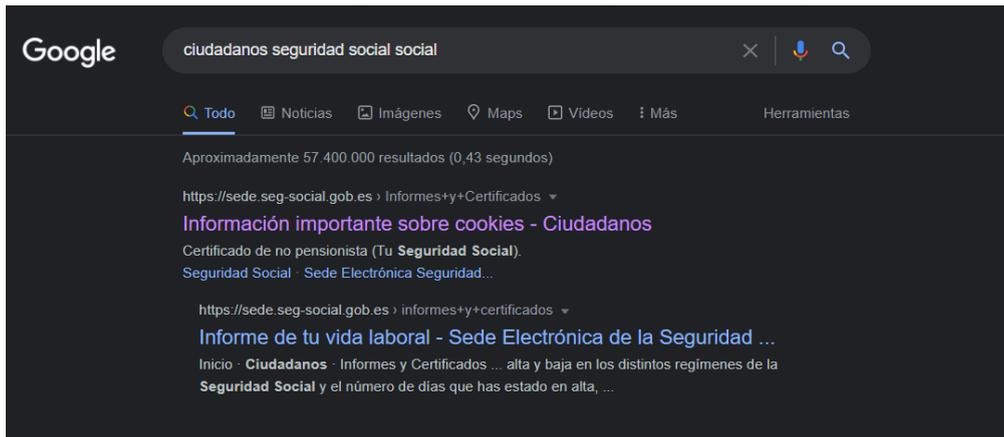 Google
ciudadanos seguridad social social
Todo Noticias Imágenes Maps Vídeos Más Herramientas
Aproximadamente 57.400.000 resultados (0,43 segundos)
https://sede.seg-social.gob.es › Informes+y+Certificados
Información importante sobre cookies - Ciudadanos
Certificado de no pensionista (Tu Seguridad Social).
Seguridad Social · Sede Electrónica Seguridad...
https://sede.seg-social.gob.es › informes+y+certificados
Informe de tu vida laboral - Sede Electrónica de la Seguridad ...
Inicio · Ciudadanos · Informes y Certificados ... alta y baja en los distintos regímenes de la
Seguridad Social y el número de días que has estado en alta, ...